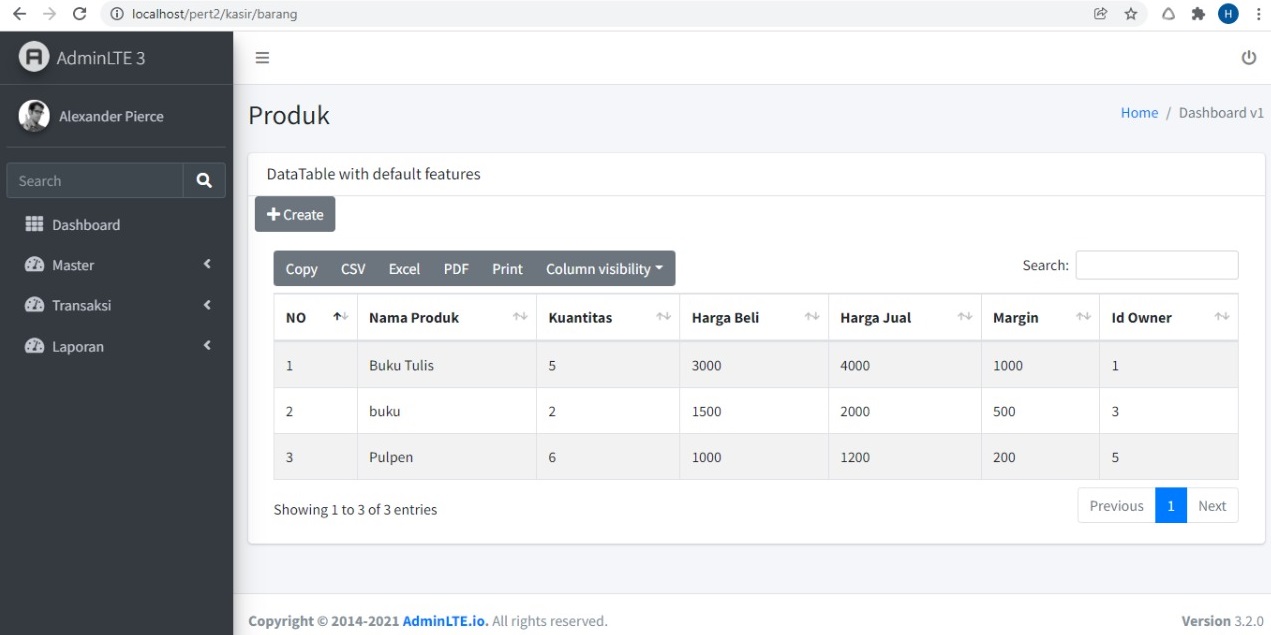 localhost/pert2/kasir/barang
H
AdminLTE 3
Alexander Pierce
Search
Dashboard
Master
Transaksi
Laporan
Produk
Home / Dashboard v1
DataTable with default features
Create
Copy CSV Excel PDF Print Column visibility
Search:
NO Nama Produk Kuantitas Harga Beli Harga Jual Margin Id Owner
1 Buku Tulis 5 3000 4000 1000 1
2 buku 2 1500 2000 500 3
3 Pulpen 6 1000 1200 200 5
Showing 1 to 3 of 3 entries
Previous 1 Next
Copyright © 2014-2021 AdminLTE.io. All rights reserved.
Version 3.2.0